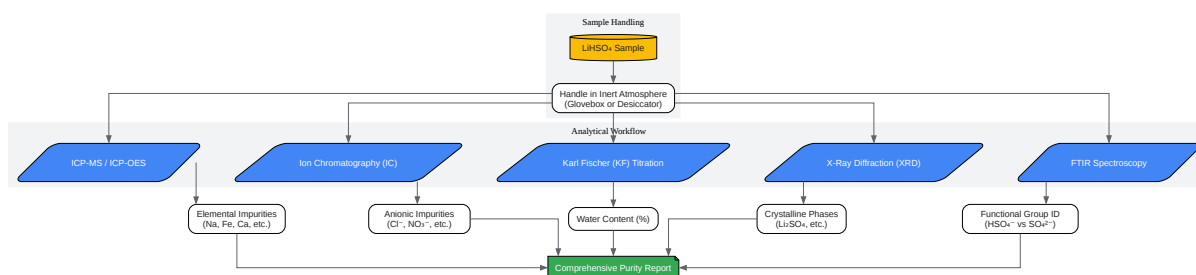 Sample Handling
LiHSO₄ Sample
Handle in Inert Atmosphere
(Glovebox or Desiccator)
Analytical Workflow
ICP-MS / ICP-OES
Ion Chromatography (IC)
Karl Fischer (KF) Titration
X-Ray Diffraction (XRD)
FTIR Spectroscopy
Elemental Impurities
(Na, Fe, Ca, etc.)
Anionic Impurities
(Cl⁻, NO₃⁻, etc.)
Water Content (%)
Crystalline Phases
(Li₂SO₄, etc.)
Functional Group ID
(HSO₄⁻ vs SO₄²⁻)
Comprehensive Purity Report